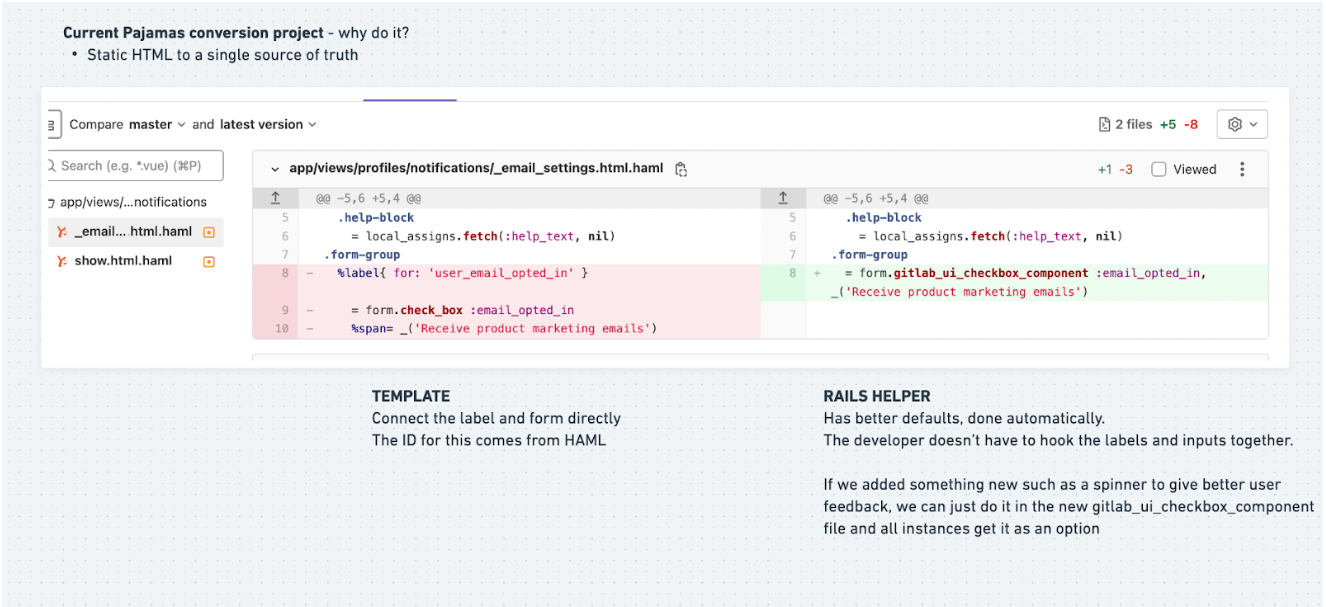 Current Pajamas conversion project - why do it?
• Static HTML to a single source of truth
Compare master and latest version
2 files +5 -8
Search (e.g. *.vue) (⌘P)
app/views/profiles/notifications/_email_settings.html.haml
+1 -3 Viewed
app/views/...notifications
_email... .html.haml
show.html.haml
@@ -5,6 +5,4 @@
5 .help-block
6 = local_assigns.fetch(:help_text, nil)
7 .form-group
8 - %label{ for: 'user_email_opted_in' }
9 - = form.check_box :email_opted_in
10 - %span= _('Receive product marketing emails')
@@ -5,6 +5,4 @@
5 .help-block
6 = local_assigns.fetch(:help_text, nil)
7 .form-group
8 + = form.gitlab_ui_checkbox_component :email_opted_in,
_('Receive product marketing emails')
TEMPLATE
Connect the label and form directly
The ID for this comes from HAML
RAILS HELPER
Has better defaults, done automatically.
The developer doesn't have to hook the labels and inputs together.
If we added something new such as a spinner to give better user
feedback, we can just do it in the new gitlab_ui_checkbox_component
file and all instances get it as an option